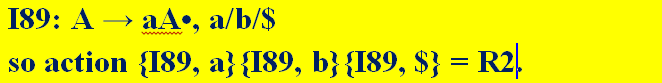 I89: A → aA•, a/b/$
so action {I89, a}{I89, b}{I89, $} = R2.